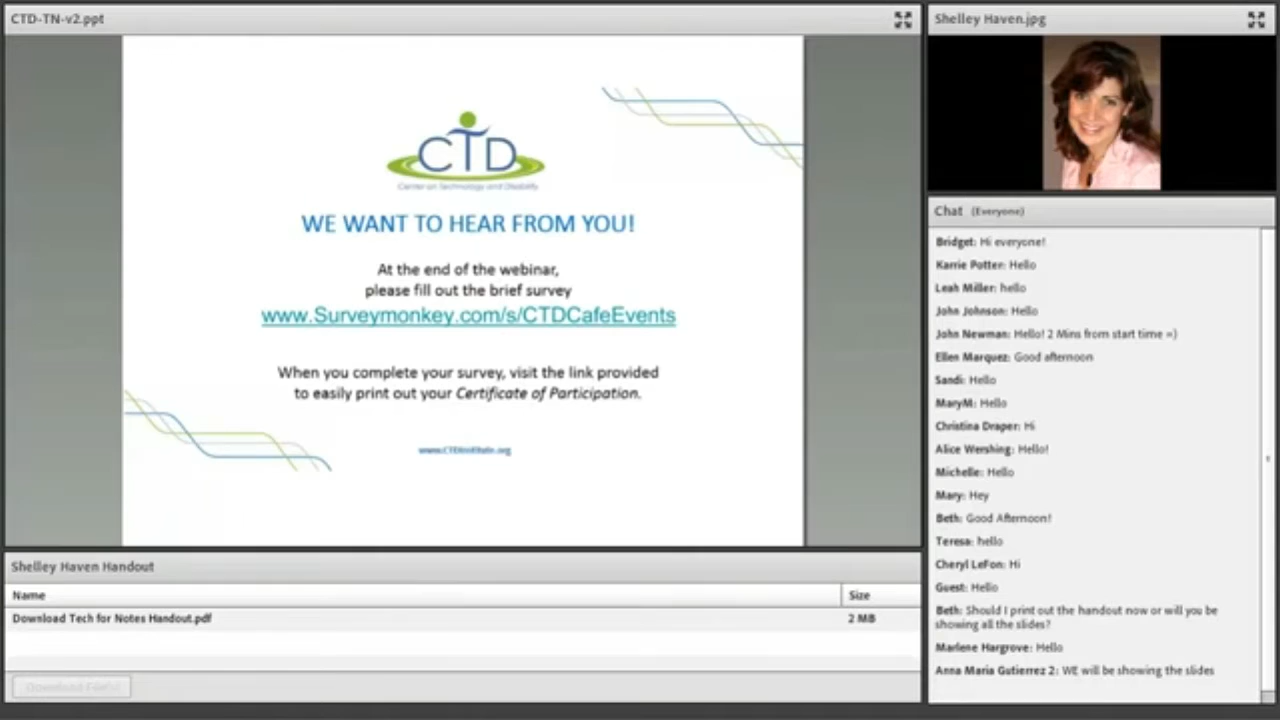 CTD-TN-v2.ppt
CTD
Center on Technology and Disability
WE WANT TO HEAR FROM YOU!
At the end of the webinar,
please fill out the brief survey
www.Surveymonkey.com/s/CTDCafeEvents
When you complete your survey, visit the link provided
to easily print out your Certificate of Participation.
www.CTDInstitute.org
Shelley Haven Handout
Name Size
Download Tech for Notes Handout.pdf 2 MB
Download File(s)
Shelley Haven.jpg
Chat (Everyone)
Bridget: Hi everyone!
Karrie Potter: Hello
Leah Miller: hello
John Johnson: Hello
John Newman: Hello! 2 Mins from start time =)
Ellen Marquez: Good afternoon
Sandi: Hello
MaryM: Hello
Christina Draper: Hi
Alice Wershing: Hello!
Michelle: Hello
Mary: Hey
Beth: Good Afternoon!
Teresa: hello
Cheryl LeFon: Hi
Guest: Hello
Beth: Should I print out the handout now or will you be
showing all the slides?
Marlene Hargrove: Hello
Anna Maria Gutierrez 2: WE will be showing the slides